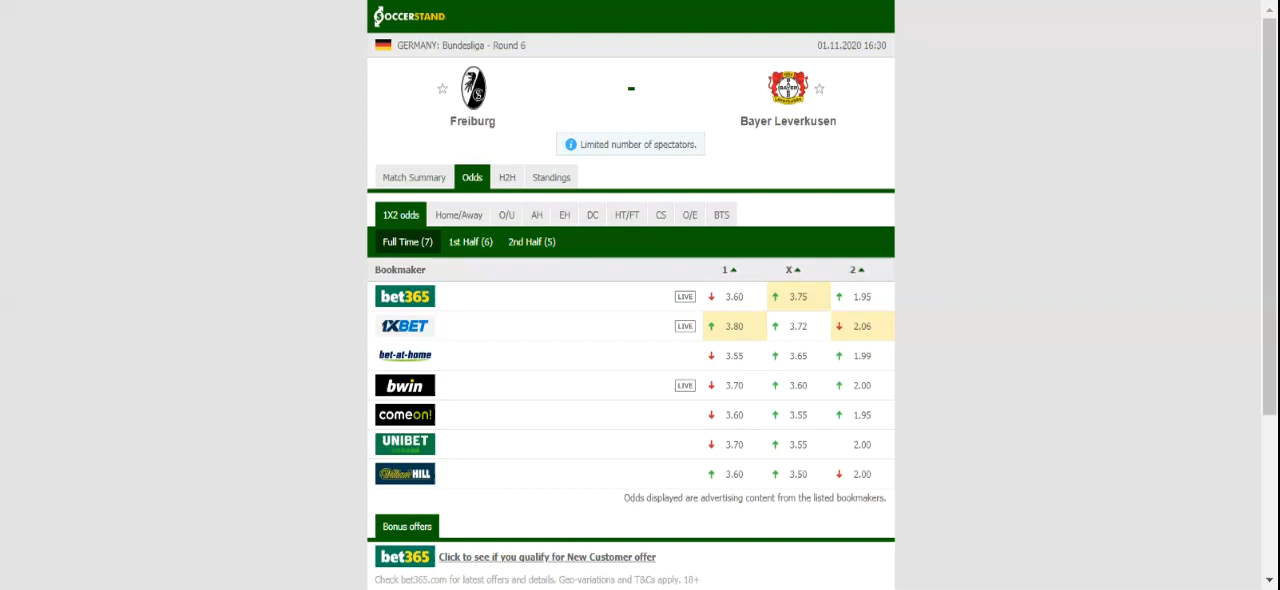 SOCCERSTAND
GERMANY: Bundesliga - Round 6 01.11.2020 16:30
-
Freiburg Bayer Leverkusen
Limited number of spectators.
Match Summary Odds H2H Standings
1X2 odds Home/Away O/U AH EH DC HT/FT CS O/E BTS
Full Time (7) 1st Half (6) 2nd Half (5)
Bookmaker 1 X 2
bet365 LIVE 3.60 3.75 1.95
1XBET LIVE 3.80 3.72 2.06
bet-at-home 3.55 3.65 1.99
bwin LIVE 3.70 3.60 2.00
comeon! 3.60 3.55 1.95
UNIBET 3.70 3.55 2.00
William HILL 3.60 3.50 2.00
Odds displayed are advertising content from the listed bookmakers.
Bonus offers
bet365 Click to see if you qualify for New Customer offer
Check bet365.com for latest offers and details. Geo-variations and T&Cs apply. 18+